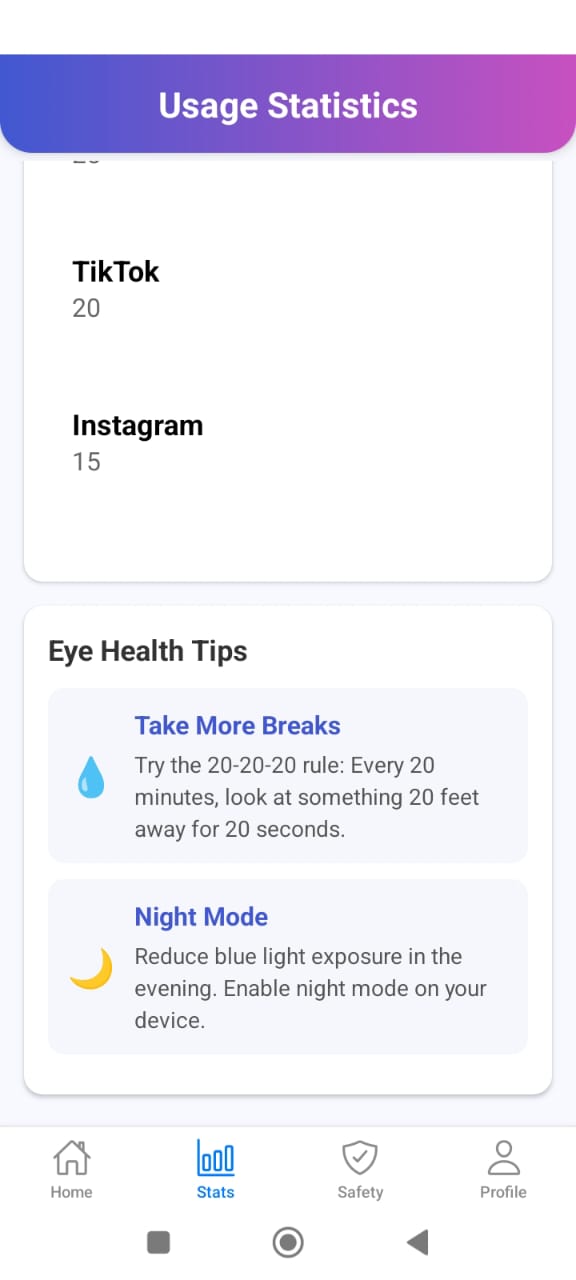 Usage Statistics
TikTok
20
Instagram
15
Eye Health Tips
Take More Breaks
Try the 20-20-20 rule: Every 20
minutes, look at something 20 feet
away for 20 seconds.
Night Mode
Reduce blue light exposure in the
evening. Enable night mode on your
device.
Home
Stats
Safety
Profile